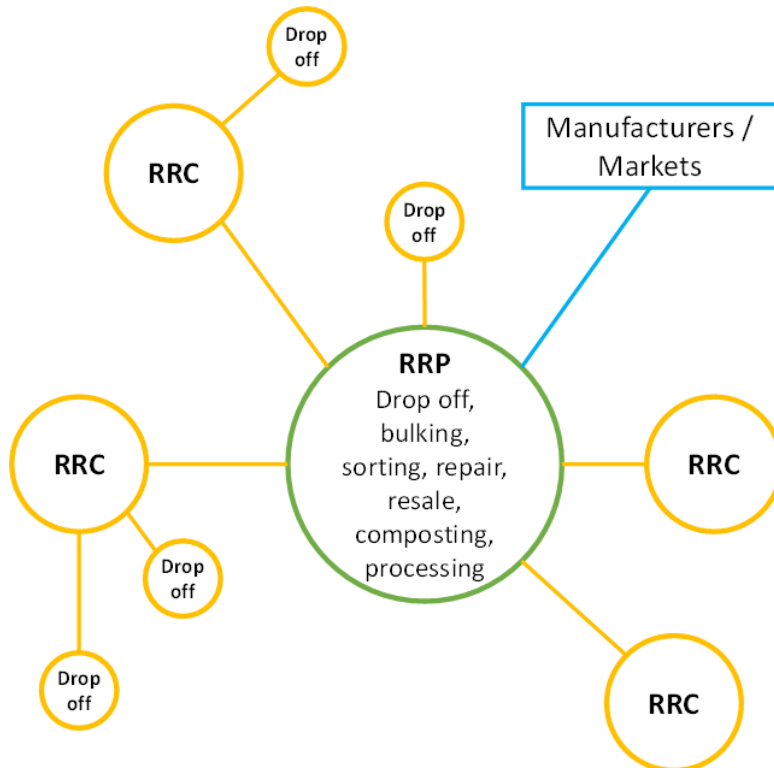 Drop
off
RRC
Manufacturers /
Markets
Drop
off
RRP
Drop off,
bulking,
sorting, repair,
resale,
composting,
processing
RRC
RRC
Drop
off
Drop
off
RRC